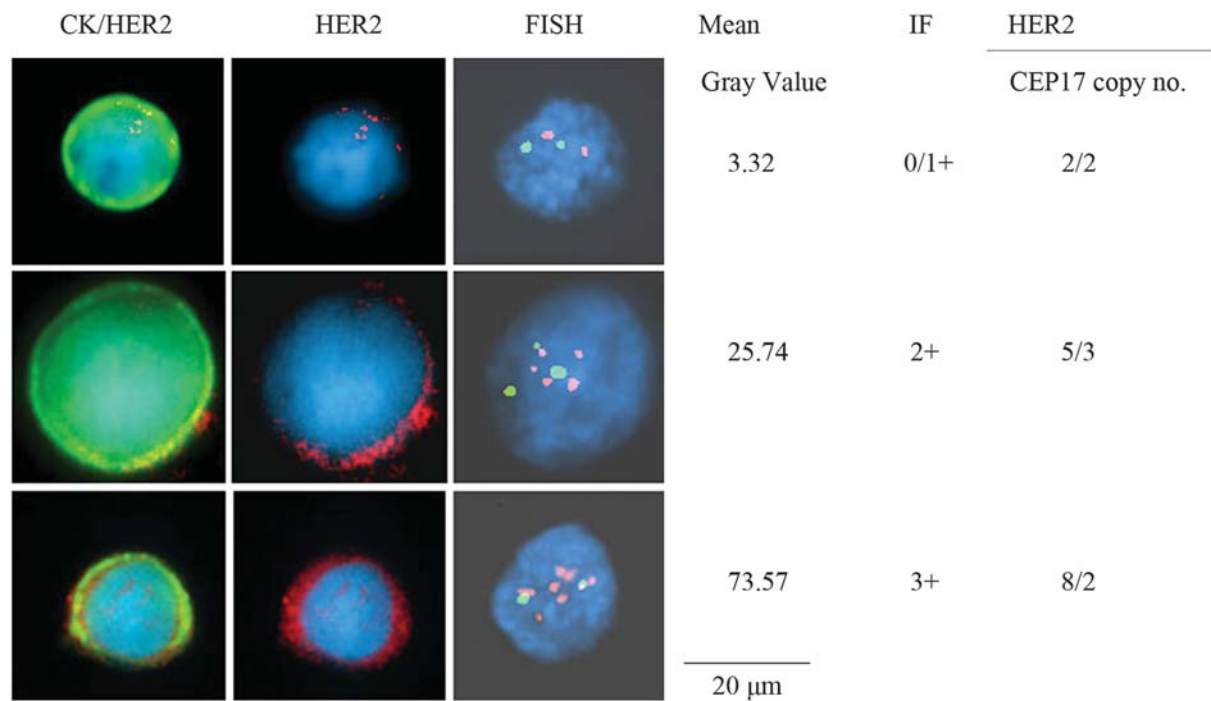 CK/HER2 HER2 FISH Mean IF HER2
Gray Value CEP17 copy no.
3.32 0/1+ 2/2
25.74 2+ 5/3
73.57 3+ 8/2
20 μm